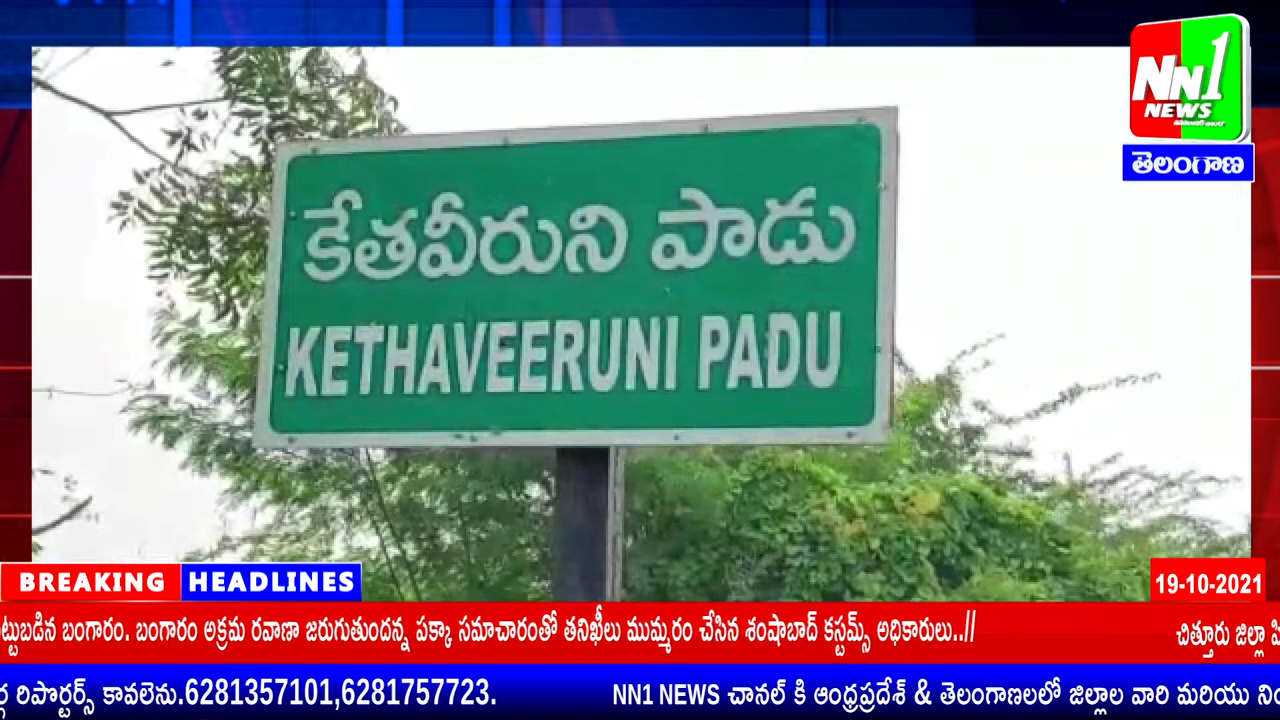 NN1
NEWS
తెలంగాణ
కేతవీరుని పాడు
KETHAVEERUNI PADU
BREAKING HEADLINES
19-10-2021
బంగారం. బంగారం అక్రమ రవాణా జరుగుతుందన్న పక్కా సమాచారంతో తనిఖీలు ముమ్మరం చేసిన శంషాబాద్ కస్టమ్స్ అధికారులు..// చిత్తూరు జిల్లా
రిపొర్టర్స్ కావలెను.6281357101,6281757723. NN1 NEWS చానల్ కి ఆంధ్రప్రదేశ్ & తెలంగాణలలో జిల్లాల వారి మరియు